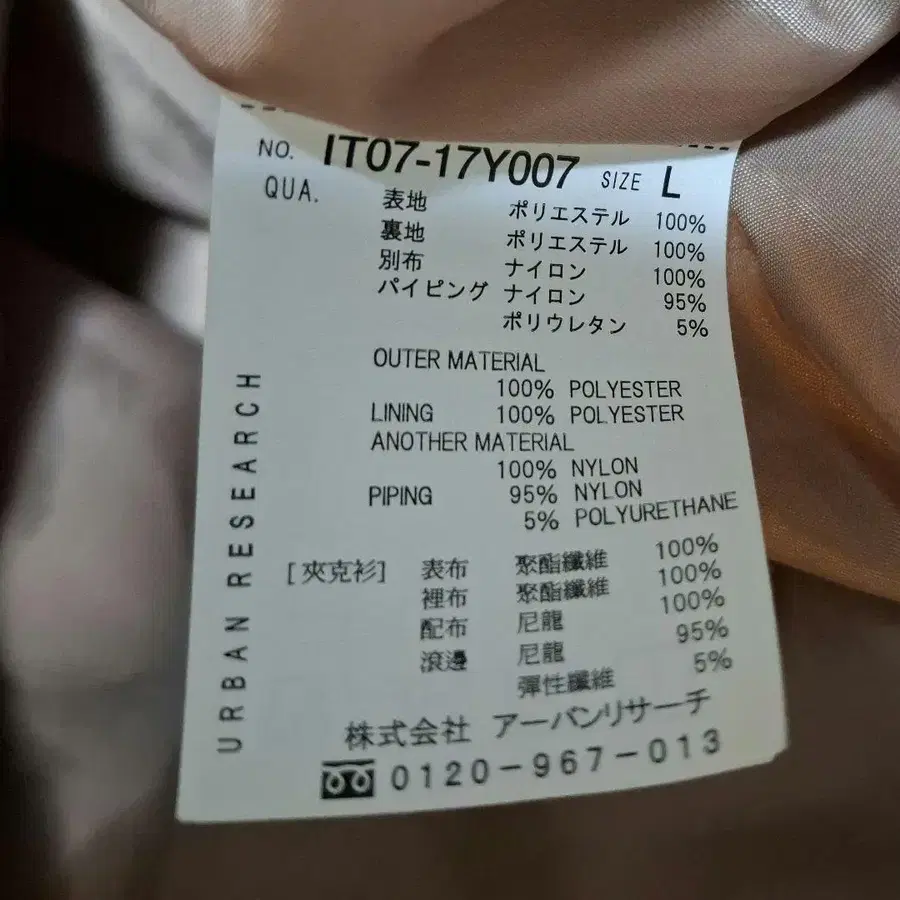 NO. IT07-17Y007 SIZE L
QUA. 表地 ポリエステル 100%
裏地 ポリエステル 100%
別布 ナイロン 100%
パイピング ナイロン 95%
ポリウレタン 5%
OUTER MATERIAL
100% POLYESTER
LINING 100% POLYESTER
ANOTHER MATERIAL
100% NYLON
PIPING 95% NYLON
5% POLYURETHANE
[夾克衫] 表布 聚酯纖維 100%
裡布 聚酯纖維 100%
配布 尼龍 100%
滾邊 尼龍 95%
彈性纖維 5%
株式会社 アーバンリサーチ
0120-967-013
URBAN RESEARCH